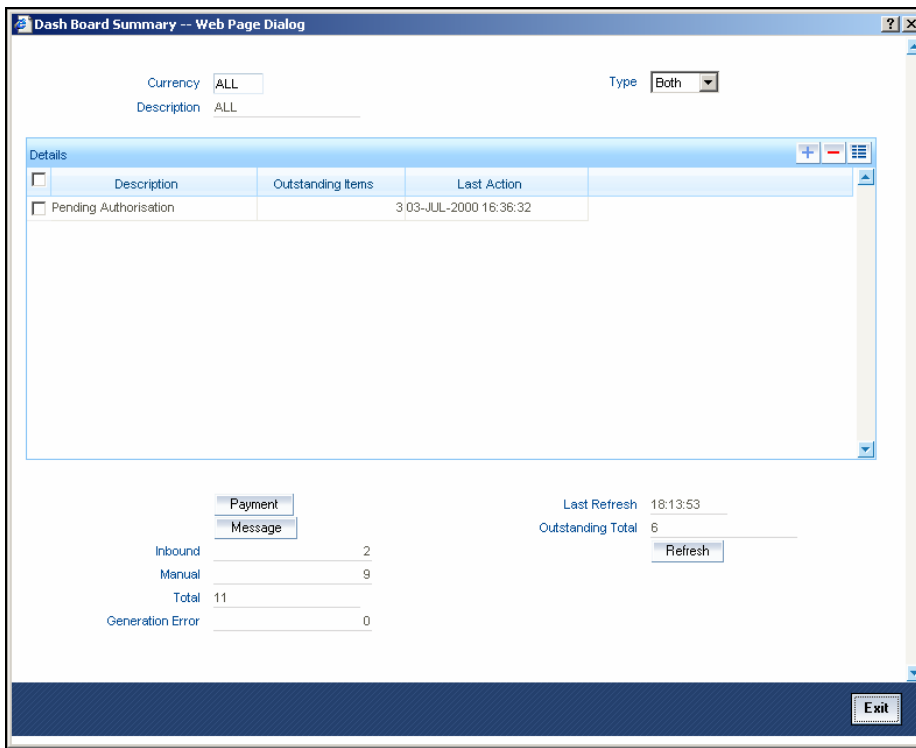 Dash Board Summary -- Web Page Dialog
Currency ALL
Type Both
Description ALL
Details
Description Outstanding Items Last Action
Pending Authorisation 3 03-JUL-2000 16:36:32
Payment
Last Refresh 18:13:53
Message
Outstanding Total 6
Inbound 2
Refresh
Manual 9
Total 11
Generation Error 0
Exit